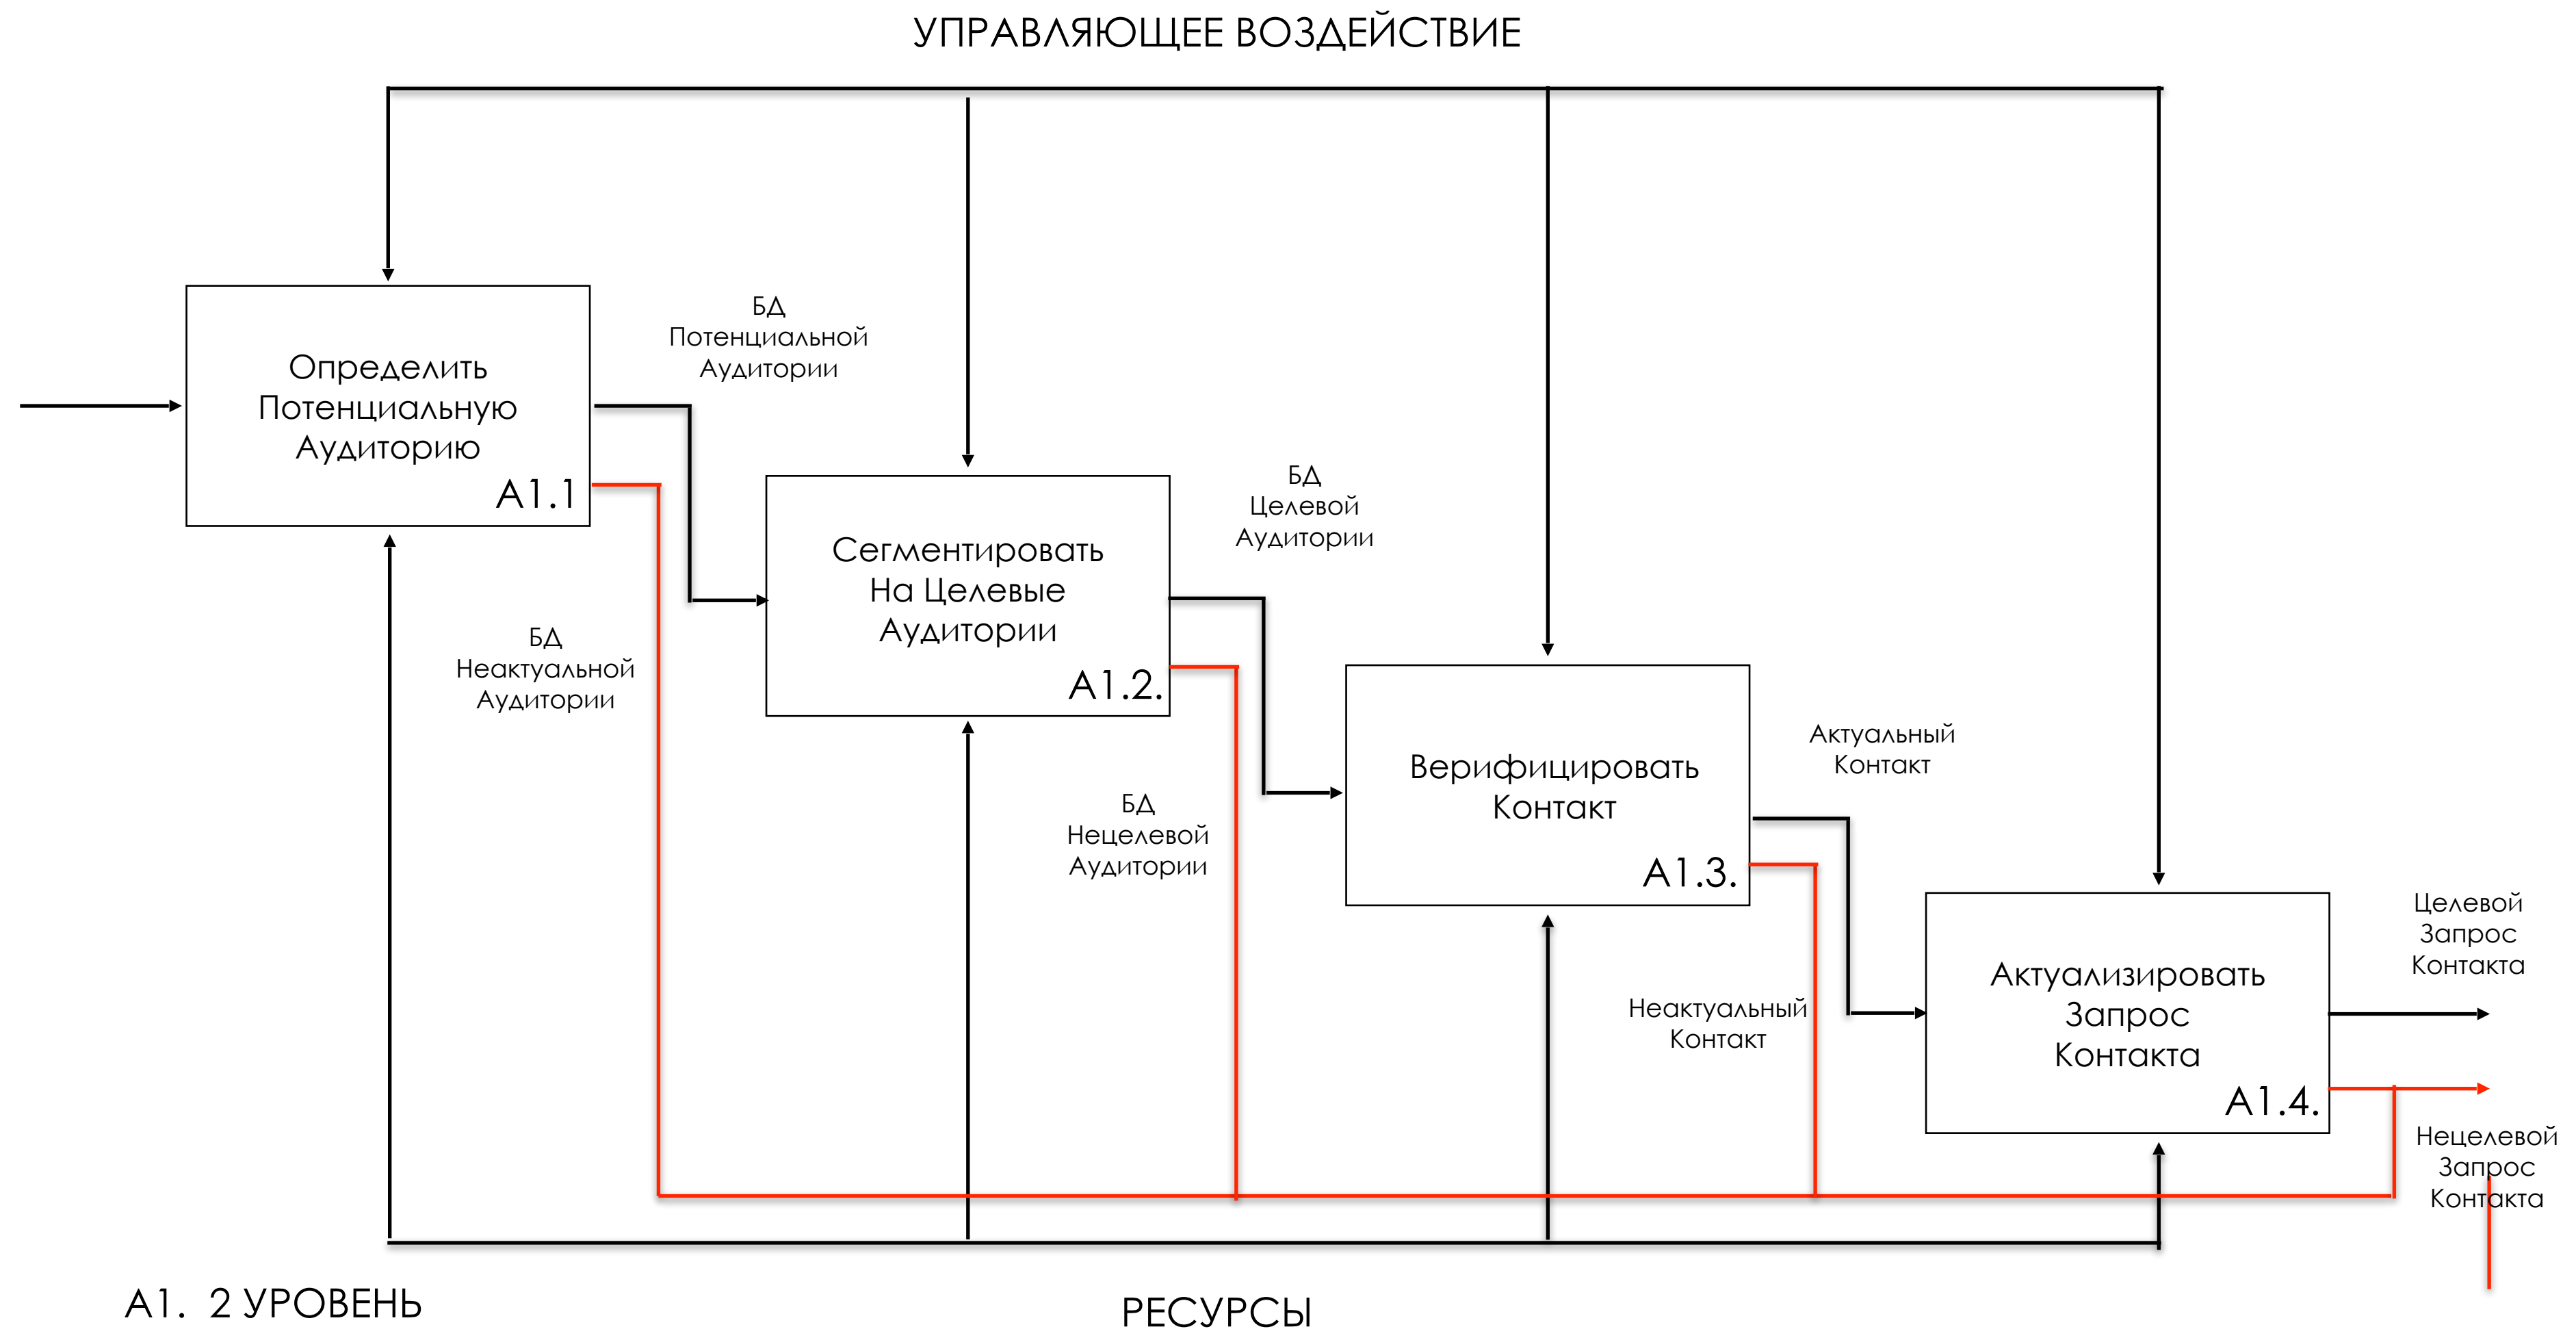 УПРАВЛЯЮЩЕЕ ВОЗДЕЙСТВИЕ
Определить
Потенциальную
Аудиторию
А1.1
БД
Потенциальной
Аудитории
БД
Неактуальной
Аудитории
Сегментировать
На Целевые
Аудитории
А1.2.
БД
Целевой
Аудитории
БД
Нецелевой
Аудитории
Верифицировать
Контакт
А1.3.
Актуальный
Контакт
Неактуальный
Контакт
Актуализировать
Запрос
Контакта
А1.4.
Целевой
Запрос
Контакта
Нецелевой
Запрос
Контакта
А1. 2 УРОВЕНЬ
РЕСУРСЫ